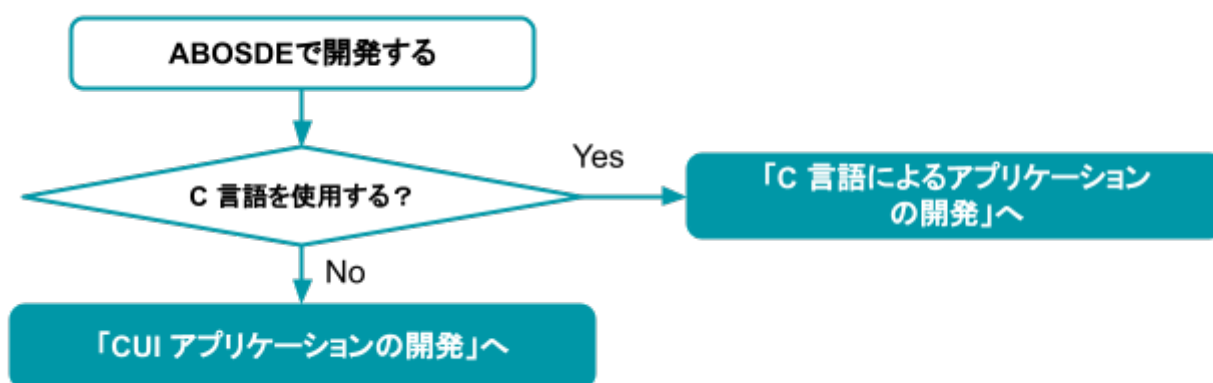 ABOSDEで開発する
C 言語を使用する？
Yes
「C 言語によるアプリケーション
の開発」へ
No
「CUI アプリケーションの開発」へ